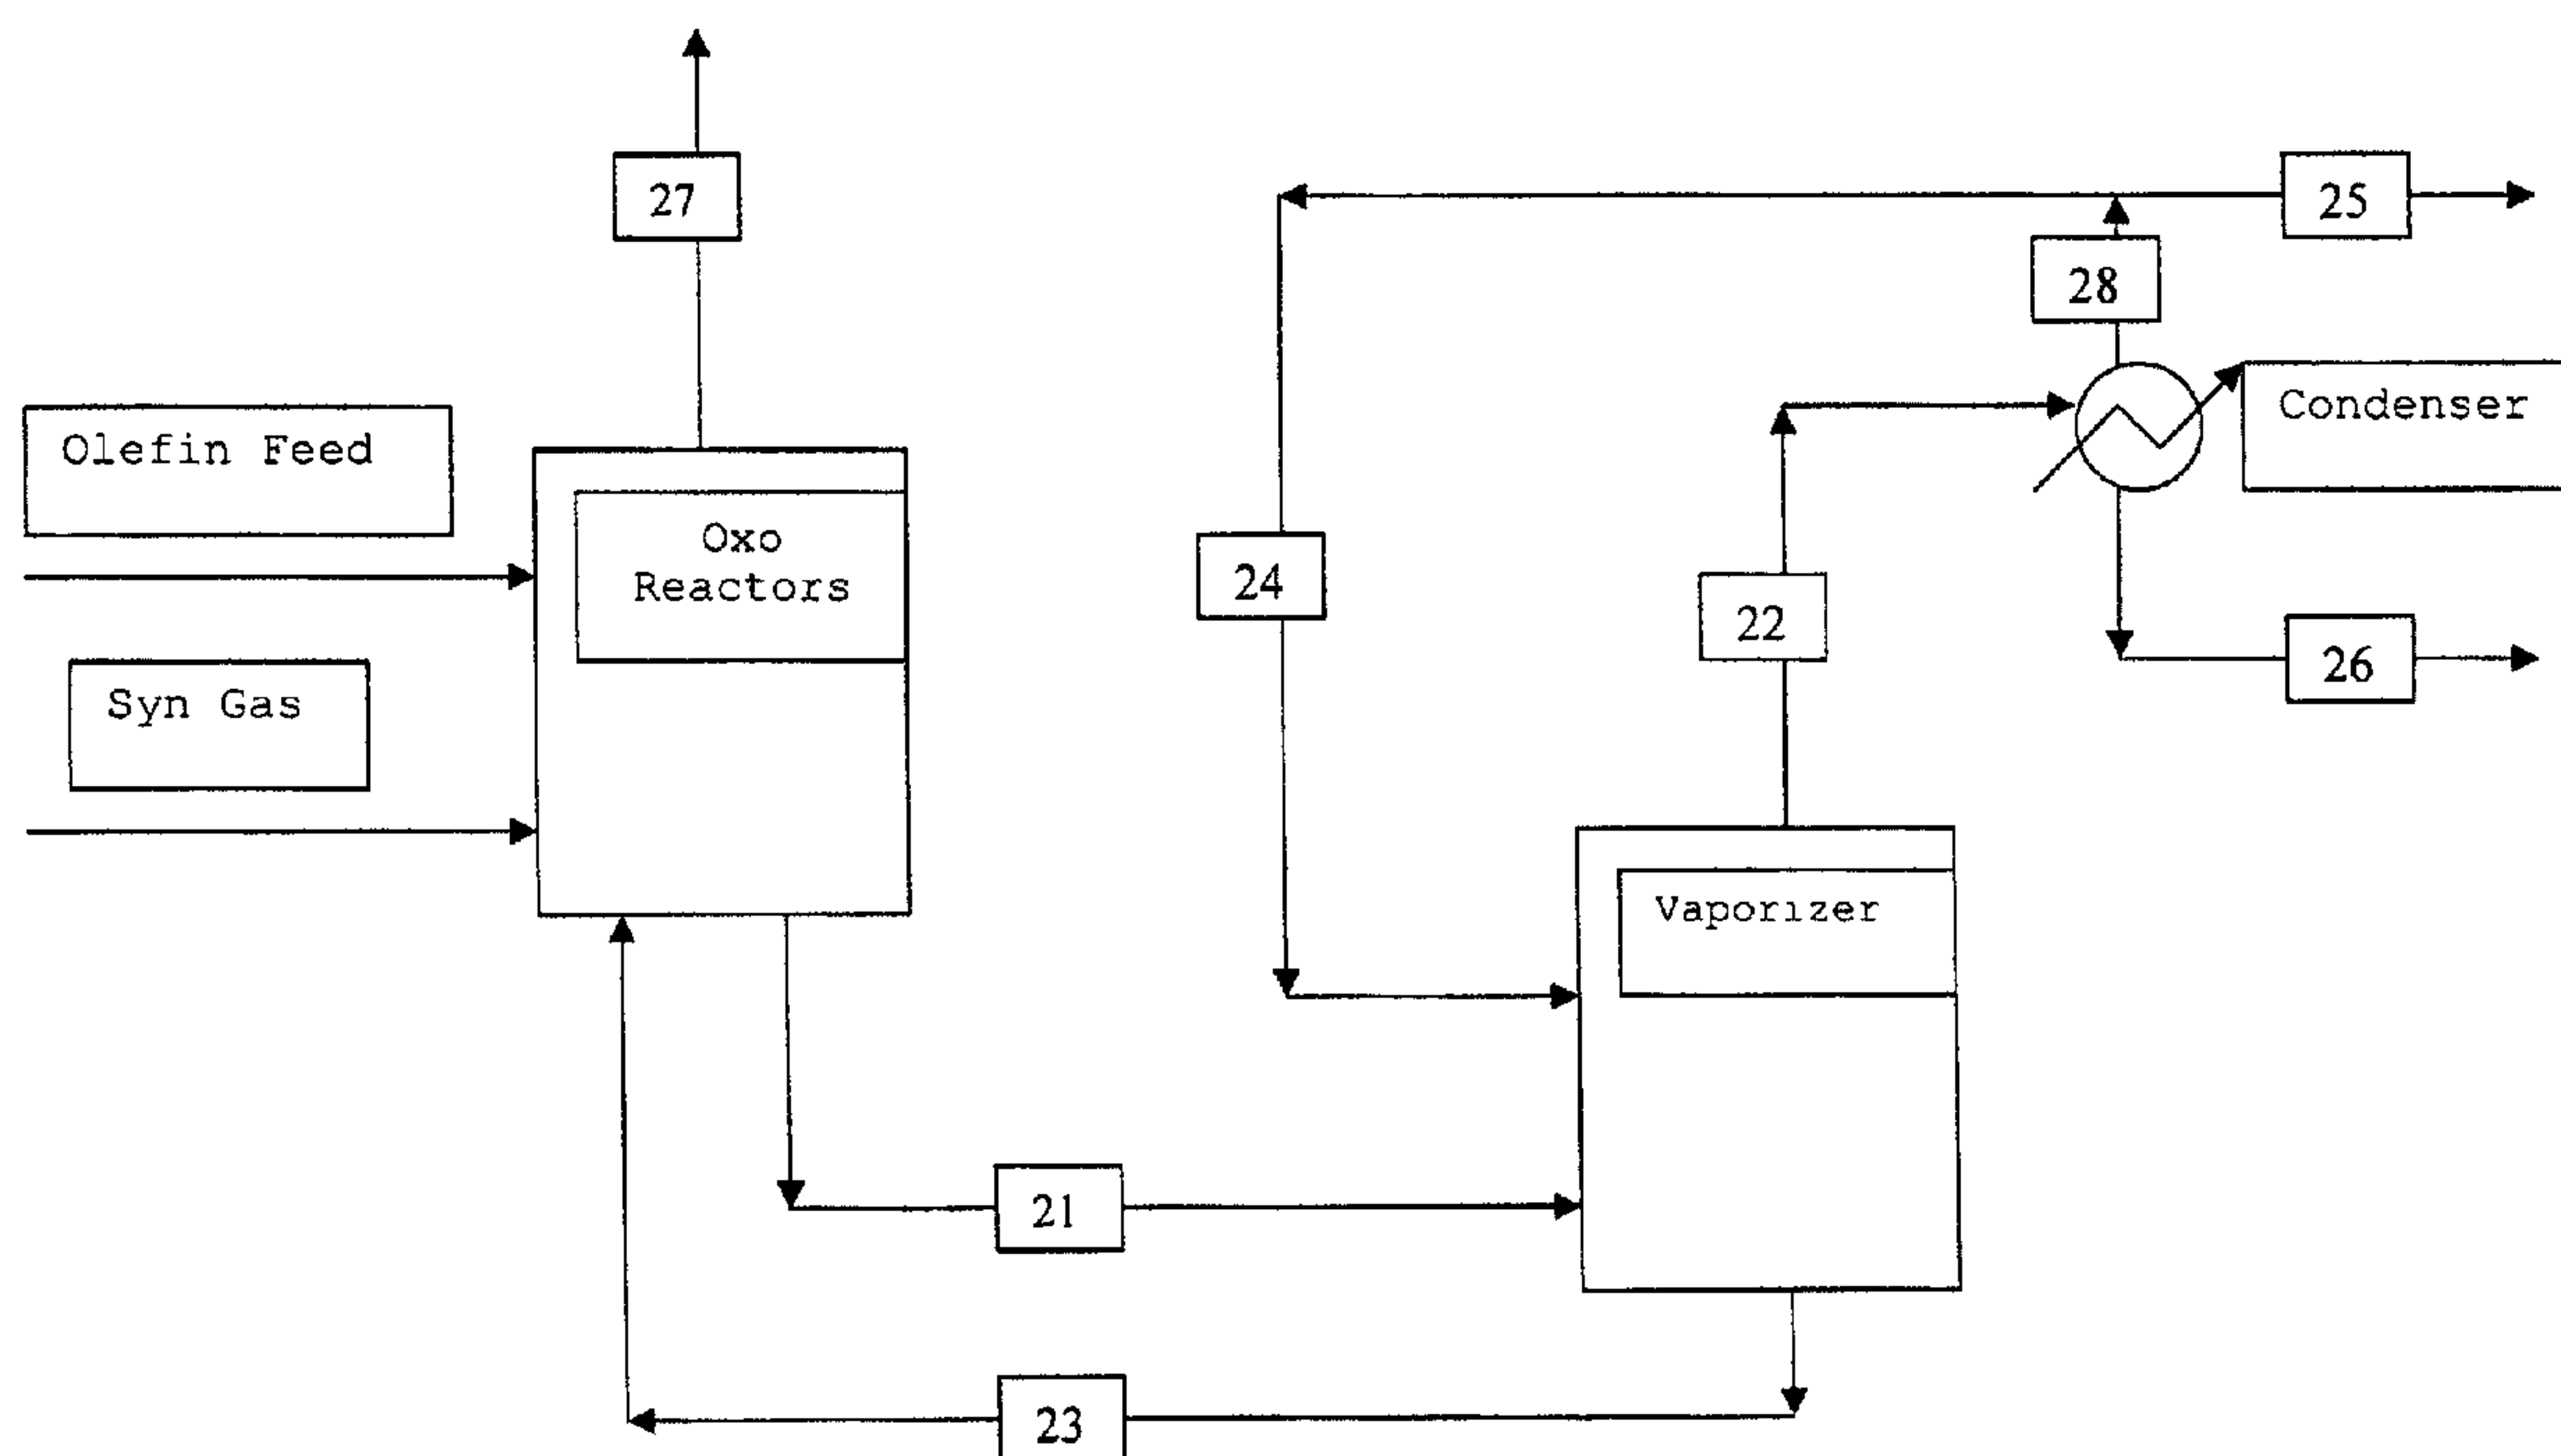 27
25
28
Olefin Feed
Condenser
Oxo
Reactors
24
22
26
Syn Gas
Vaporizer
21
23